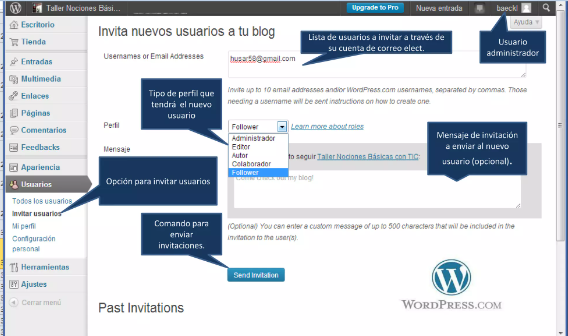 Taller Nociones Básic...
Upgrade to Pro
Nueva entrada
baeckl
Escritorio
Tienda
Entradas
Multimedia
Enlaces
Páginas
Comentarios
Feedbacks
Apariencia
Usuarios
Todos los usuarios
Invitar usuarios
Mi perfil
Configuración
personal
Herramientas
Ajustes
Cerrar menú
Ayuda
Invita nuevos usuarios a tu blog
Usernames or Email Addresses
husar58@gmail.com
Lista de usuarios a invitar a través de
su cuenta de correo elect.
Usuario
administrador
Invite up to 10 email addresses and/or WordPress.com usernames, separated by commas. Those
needing a username will be sent instructions on how to create one.
Tipo de perfil que
tendrá el nuevo
usuario
Perfil
Follower
Learn more about roles
Administrador
Editor
Autor
Colaborador
Follower
Mensaje
seguir Taller Nociones Básicas con TIC:
my blog!
Mensaje de invitación
a enviar al nuevo
usuario (opcional).
Opción para invitar usuarios
(Optional) You can enter a custom message of up to 500 characters that will be included in the
invitation to the user(s).
Comando para
enviar
invitaciones.
Send Invitation
WORDPRESS.COM
Past Invitations